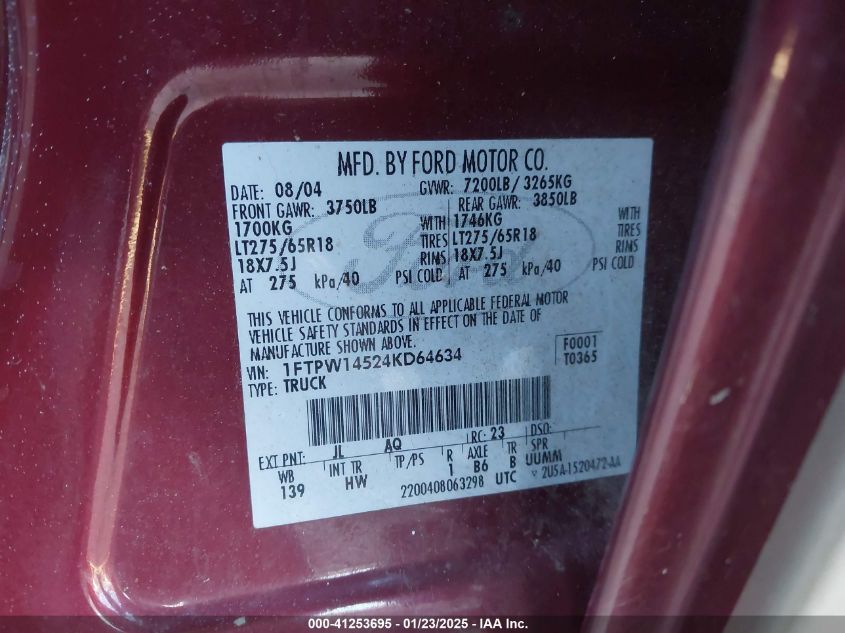 MFD. BY FORD MOTOR CO.
DATE: 08/04 GVWR: 7200LB/ 3265KG
FRONT GAWR: 3750LB REAR GAWR: 3850LB
1700KG WITH 1746KG WITH
LT275/65R18 TIRES LT275/65R18 TIRES
18X7.5J RIMS 18X7.5J RIMS
AT 275 kPa/40 PSI COLD AT 275 kPa/40 PSI COLD
THIS VEHICLE CONFORMS TO ALL APPLICABLE FEDERAL MOTOR
VEHICLE SAFETY STANDARDS IN EFFECT ON THE DATE OF
MANUFACTURE SHOWN ABOVE.
VIN: 1FTPW14524KD64634 F0001
TYPE: TRUCK T0365
Ford
EXT PNT: JL AQ RC: 23 DSO:
WB INT TR TP/PS R AXLE TR SPR
139 HW 1 B6 B UUMM
2200408063298 UTC ▽ 2U5A-1520472-AA
000-41253695 - 01/23/2025 - IAA Inc.